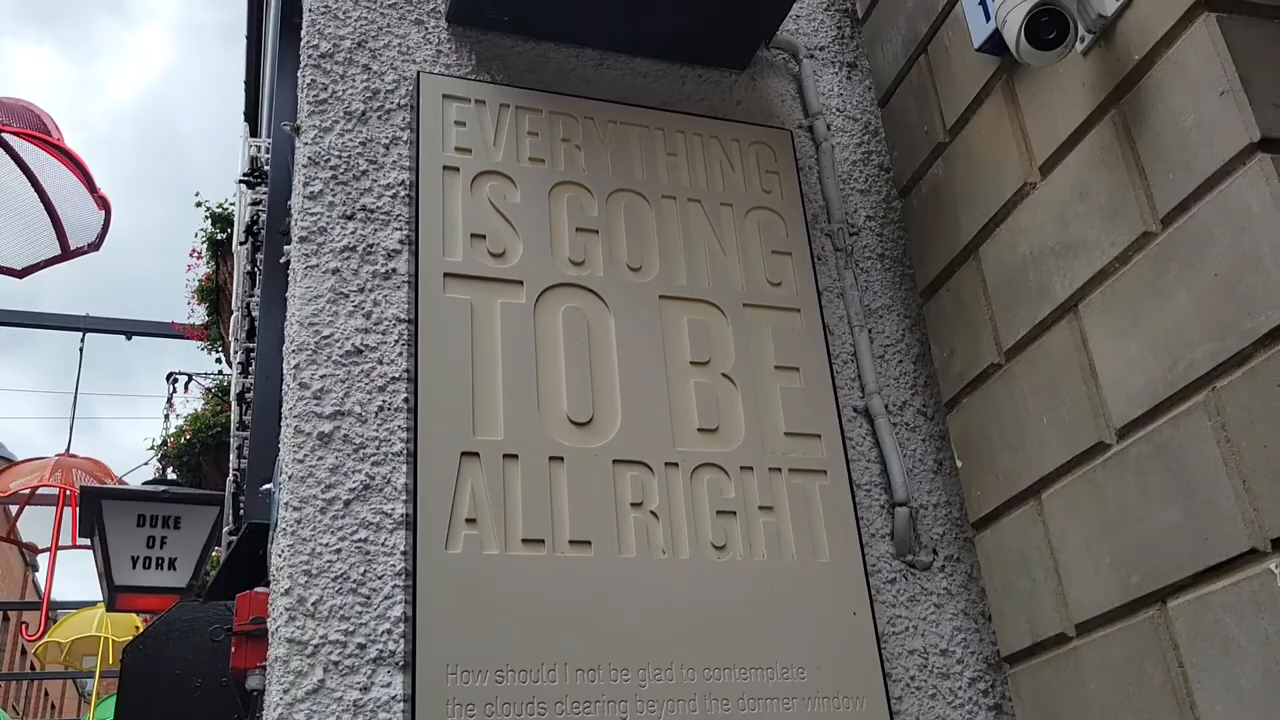 EVERYTHING
IS GOING
TO BE
ALL RIGHT
How should I not be glad to contemplate
the clouds clearing beyond the dormer window
DUKE
OF
YORK
1